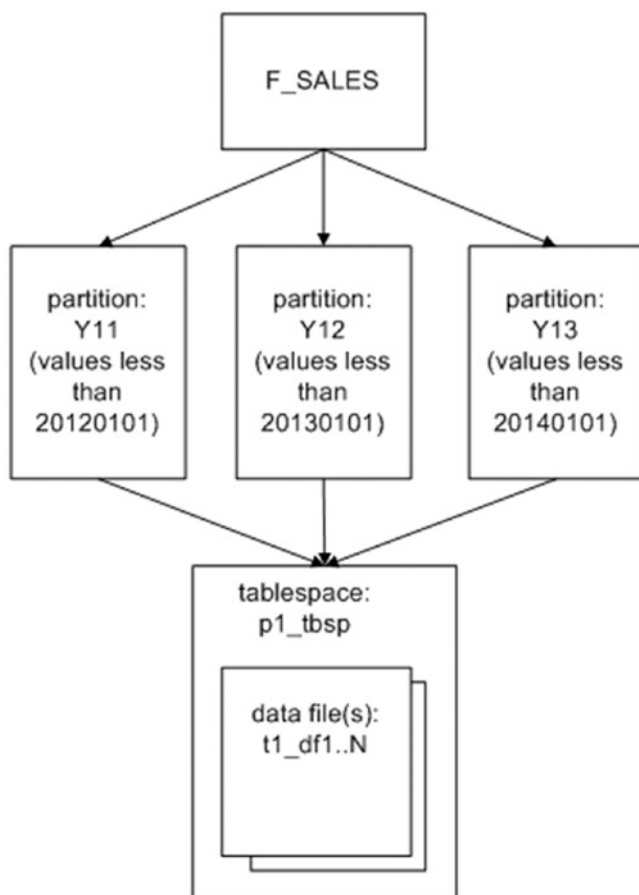 F_SALES
partition:
Y11
(values less
than
20120101)
partition:
Y12
(values less
than
20130101)
partition:
Y13
(values less
than
20140101)
tablespace:
p1_tbsp
data file(s):
t1_df1..N